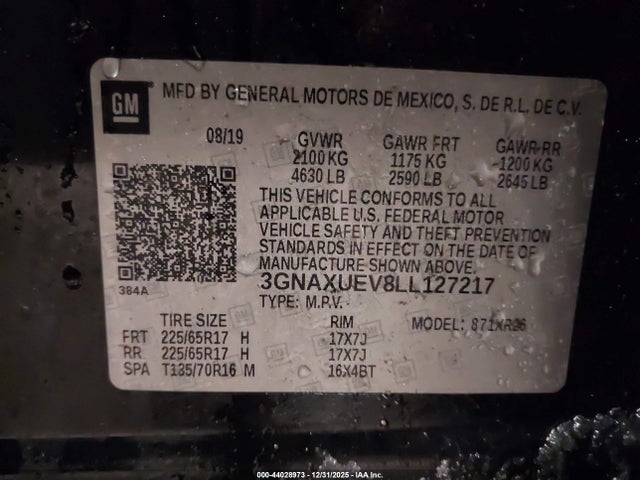 GM MFD BY GENERAL MOTORS DE MEXICO, S. DE R.L. DE C.V.
08/19 GVWR GAWR FRT GAWR RR
2100 KG 1175 KG 1200 KG
4630 LB 2590 LB 2645 LB
THIS VEHICLE CONFORMS TO ALL
APPLICABLE U.S. FEDERAL MOTOR
VEHICLE SAFETY AND THEFT PREVENTION
STANDARDS IN EFFECT ON THE DATE OF
MANUFACTURE SHOWN ABOVE.
3GNAXUEV8LL127217
384A
TYPE: M.P.V.
TIRE SIZE RIM MODEL: 871XR26
FRT 225/65R17 H 17X7J
RR 225/65R17 H 17X7J
SPA T135/70R16 M 16X4BT
000-44028973 - 12/31/2025 - IAA Inc.